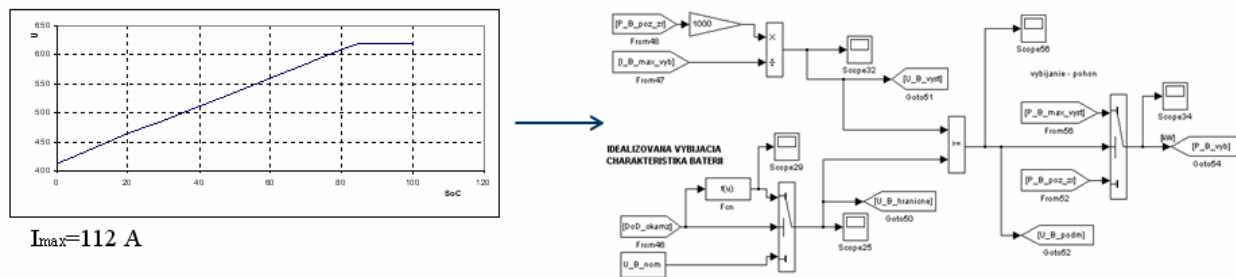 650
600
550
500
450
400
U
0
20
40
60
80
100
120
SoC
Imax=112 A
[P_B_poz_zr]
From48
1000
[I_B_max_vyb]
From47
×
÷
Scope32
[U_B_vyst]
Goto51
Scope56
vybijanie - pohon
[P_B_max_vyst]
From56
Scope34
[kW]
[P_B_vyb]
Goto54
>=
[P_B_poz_zr]
From52
IDEALIZOVANA VYBIJACIA
CHARAKTERISTIKA BATERII
Scope29
f(u)
Fcn
[DoD_okamz]
From46
U_B_nom
[U_B_hranicne]
Goto50
Scope25
[U_B_podm]
Goto52